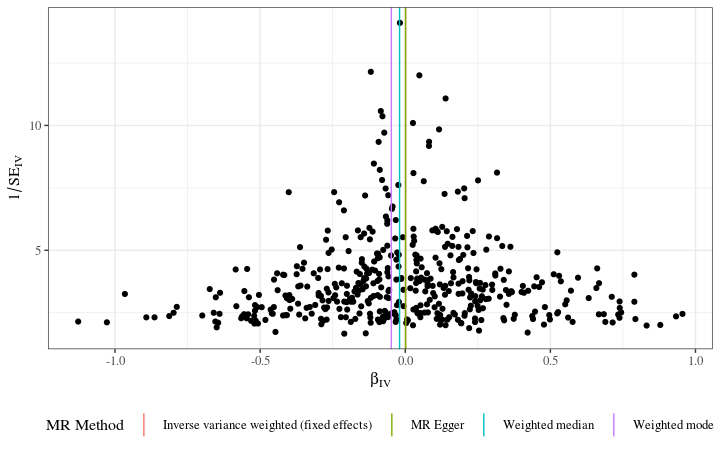 10
5
1/SE_IV
-1.0 -0.5 0.0 0.5 1.0
β_IV
MR Method Inverse variance weighted (fixed effects) MR Egger Weighted median Weighted mode